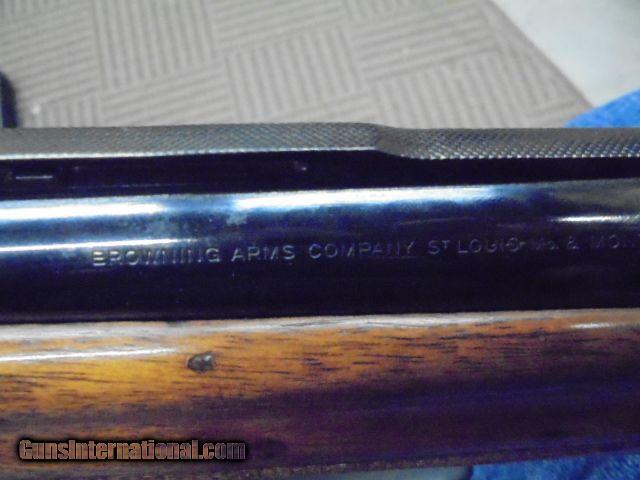 BROWNING ARMS COMPANY ST LOUIS MO. & MON
GunsInternational.com